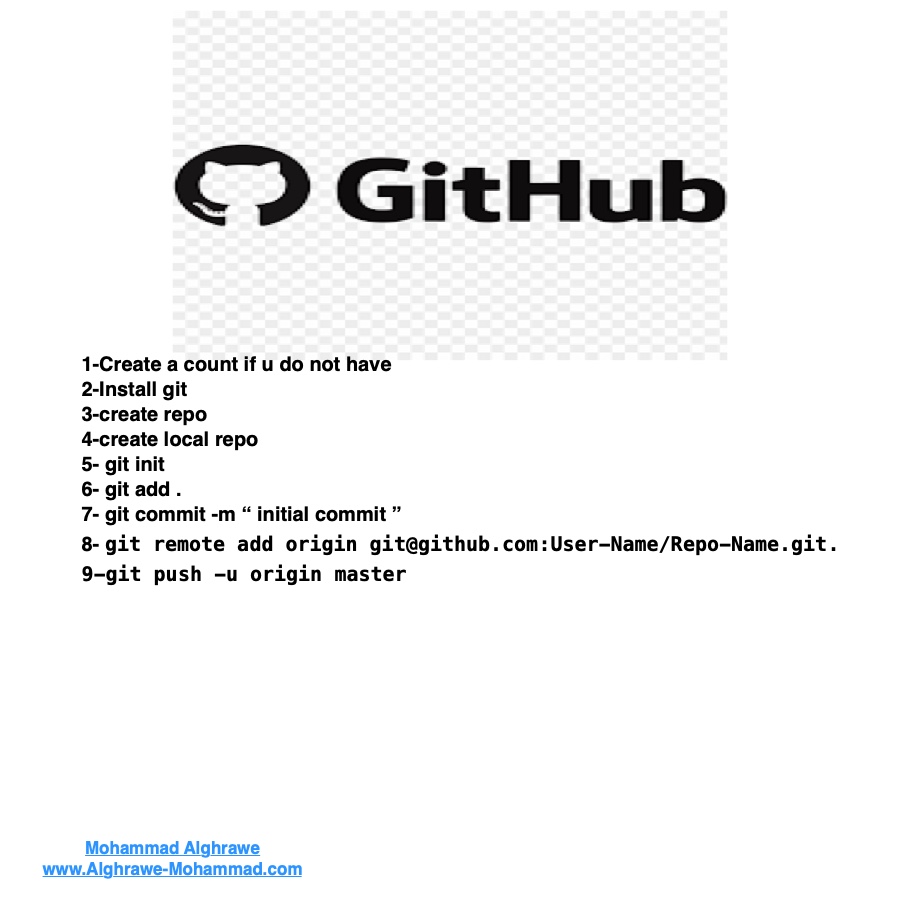 GitHub
1-Create a count if u do not have
2-Install git
3-create repo
4-create local repo
5- git init
6- git add .
7- git commit -m “ initial commit ”
8- git remote add origin git@github.com:User-Name/Repo-Name.git.
9-git push -u origin master
Mohammad Alghrawe
www.Alghrawe-Mohammad.com